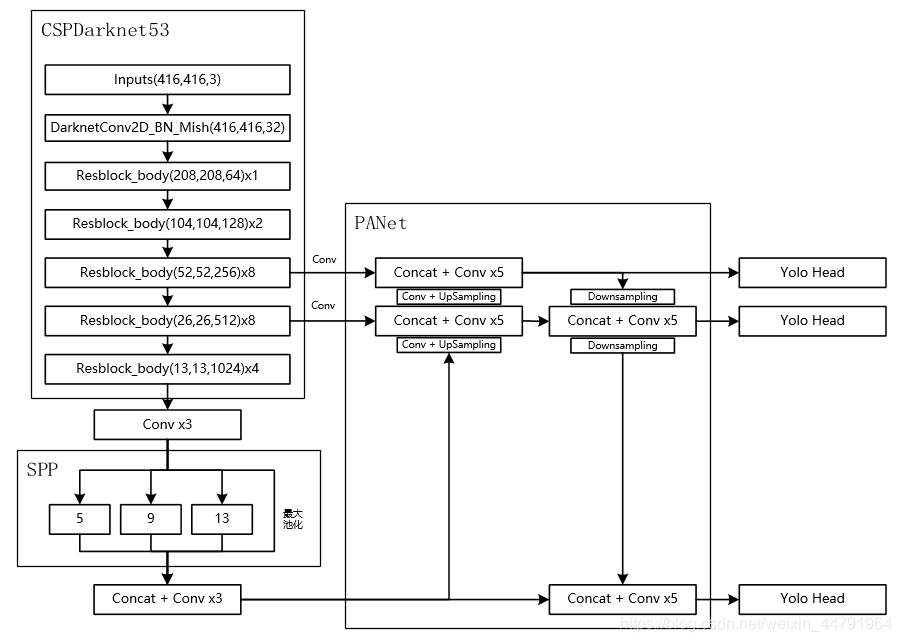 CSPDarknet53
Inputs(416,416,3)
DarknetConv2D_BN_Mish(416,416,32)
Resblock_body(208,208,64)x1
Resblock_body(104,104,128)x2
Resblock_body(52,52,256)x8
Resblock_body(26,26,512)x8
Resblock_body(13,13,1024)x4
Conv x3
SPP
5
9
13
最大
池化
Concat + Conv x3
Conv
Conv
PANet
Concat + Conv x5
Conv + UpSampling
Concat + Conv x5
Conv + UpSampling
Downsampling
Concat + Conv x5
Downsampling
Concat + Conv x5
Yolo Head
Yolo Head
Yolo Head
https://blog.csdn.net/weixin_44791964